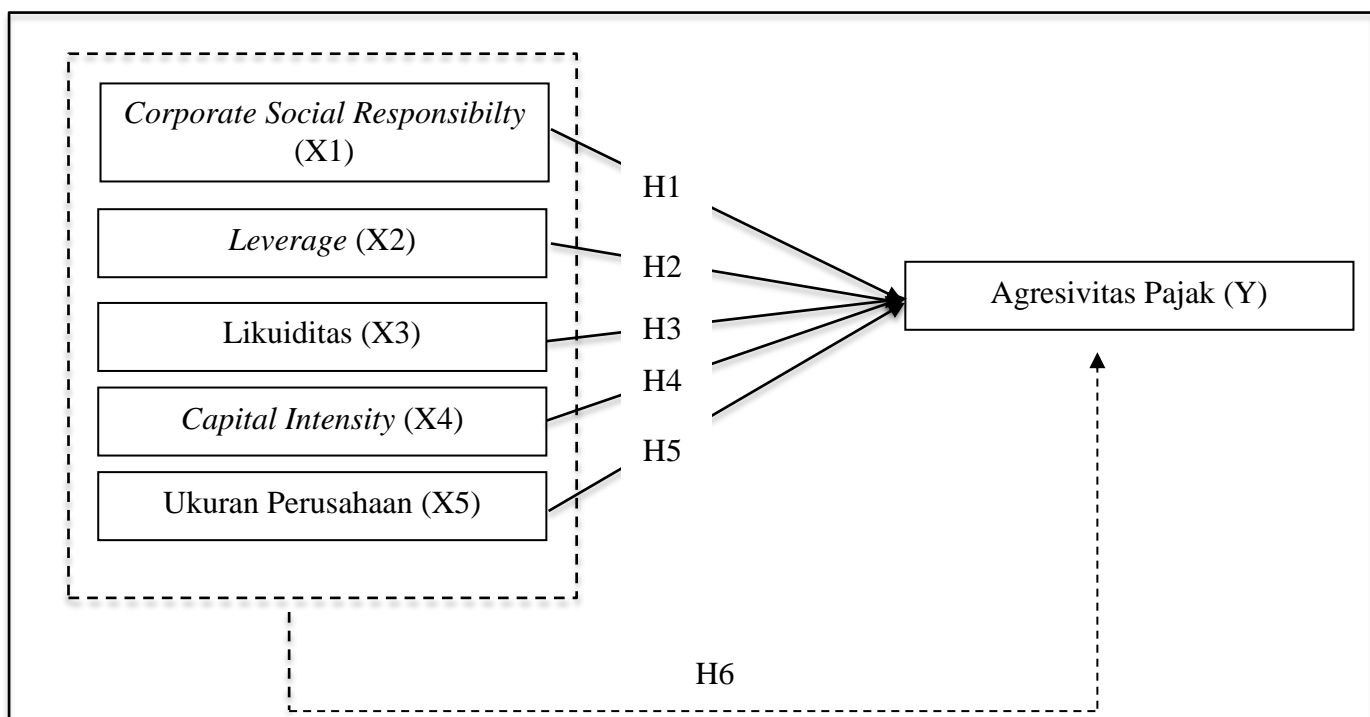 Corporate Social Responsibilty
(X1)
H1
Leverage (X2)
H2
Agresivitas Pajak (Y)
Likuiditas (X3)
H3
H4
Capital Intensity (X4)
H5
Ukuran Perusahaan (X5)
H6